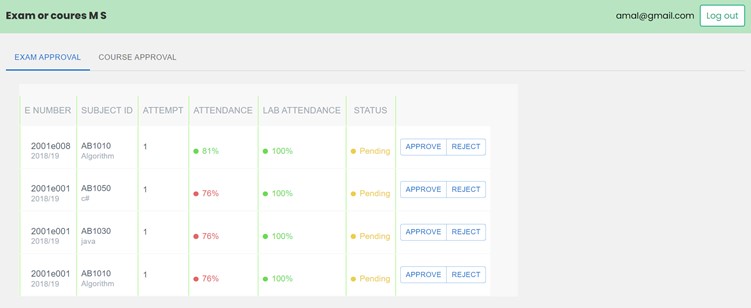 Exam or coures M S
amal@gmail.com Log out
EXAM APPROVAL COURSE APPROVAL
E NUMBER SUBJECT ID ATTEMPT ATTENDANCE LAB ATTENDANCE STATUS
2001e008 AB1010 1 81% 100% Pending APPROVE REJECT
2018/19 Algorithm
2001e001 AB1050 1 76% 100% Pending APPROVE REJECT
2018/19 c#
2001e001 AB1030 1 76% 100% Pending APPROVE REJECT
2018/19 java
2001e001 AB1010 1 76% 100% Pending APPROVE REJECT
2018/19 Algorithm